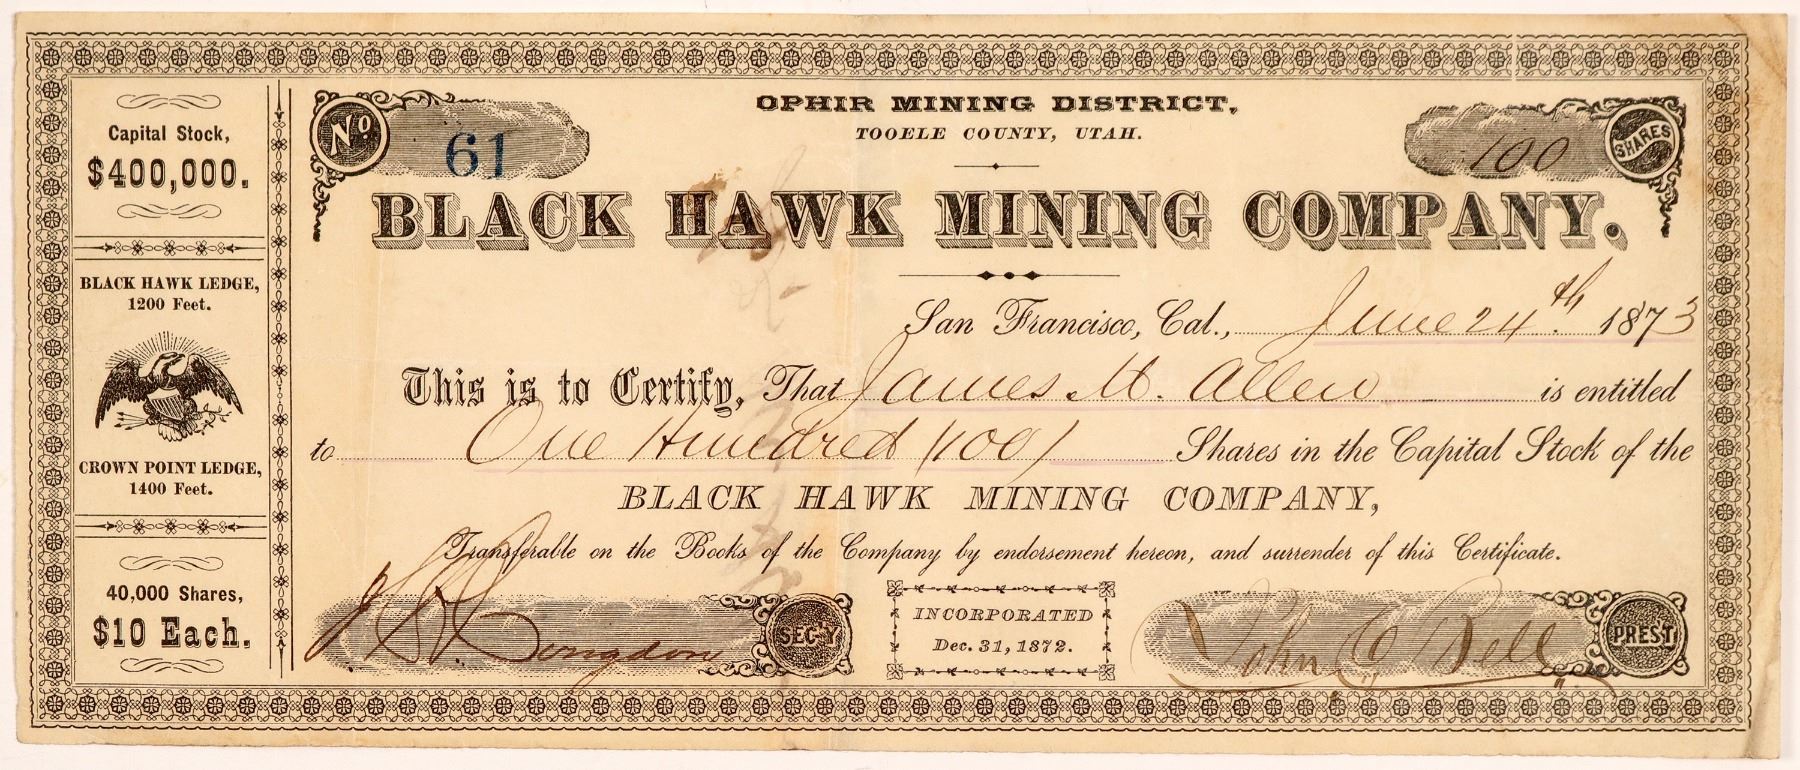 Capital Stock,
$400,000.
BLACK HAWK LEDGE,
1200 Feet.
CROWN POINT LEDGE,
1400 Feet.
40,000 Shares,
$10 Each.
No 61
OPHIR MINING DISTRICT,
TOOELE COUNTY, UTAH.
100 SHARES
BLACK HAWK MINING COMPANY.
San Francisco, Cal., June 24th 1873
This is to Certify, That James M. Allen is entitled
to One Hundred (100) Shares in the Capital Stock of the
BLACK HAWK MINING COMPANY,
Transferable on the Books of the Company by endorsement hereon, and surrender of this Certificate.
Congdon SEC'Y
INCORPORATED
Dec. 31, 1872.
John C. Bell PRES'T